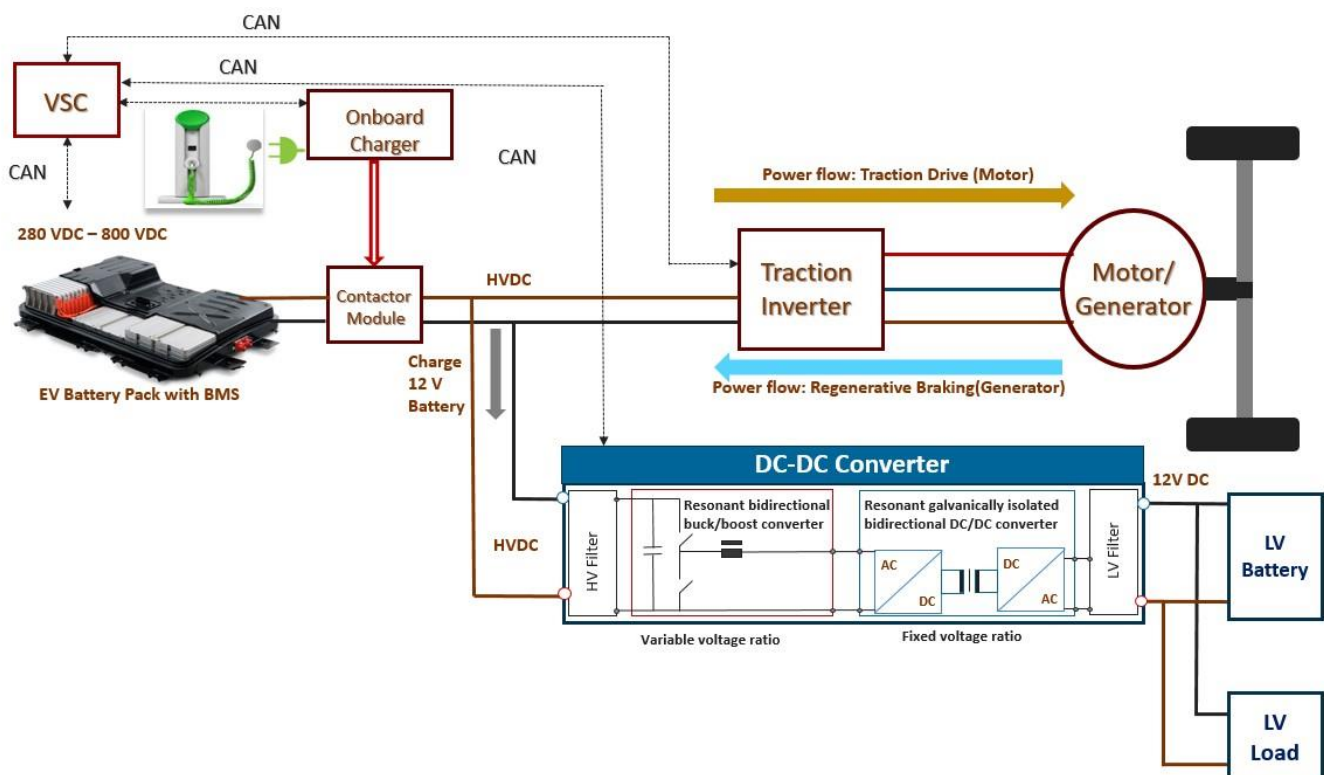 CAN
CAN
VSC
Onboard
Charger
CAN
CAN
Power flow: Traction Drive (Motor)
280 VDC – 800 VDC
HVDC
Contactor
Module
Traction
Inverter
Motor/
Generator
Charge
12 V
Battery
Power flow: Regenerative Braking(Generator)
EV Battery Pack with BMS
DC-DC Converter
12V DC
HVDC
HV Filter
Resonant bidirectional
buck/boost converter
Resonant galvanically isolated
bidirectional DC/DC converter
AC
DC
DC
AC
LV Filter
LV
Battery
Variable voltage ratio
Fixed voltage ratio
LV
Load